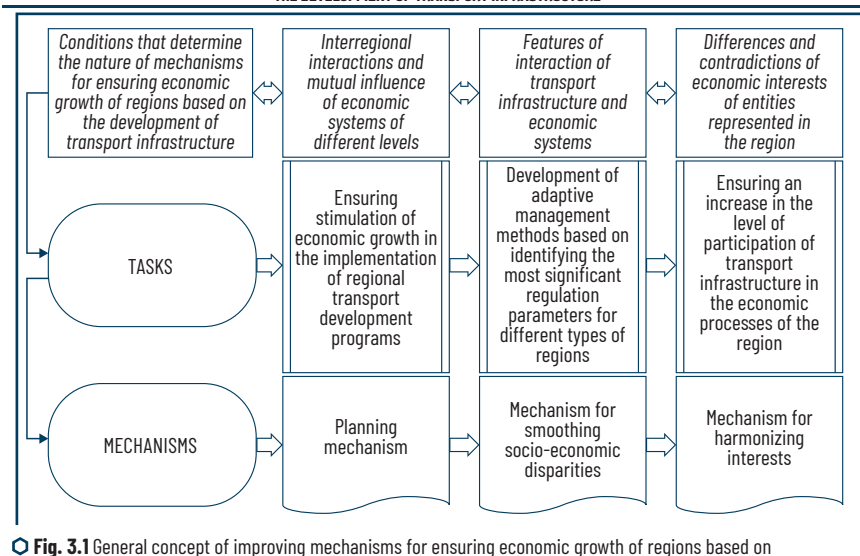 THE DEVELOPMENT OF TRANSPORT INFRASTRUCTURE
Conditions that determine
the nature of mechanisms
for ensuring economic
growth of regions based on
the development of
transport infrastructure
Interregional
interactions and
mutual influence
of economic
systems of
different levels
Features of
interaction of
transport
infrastructure and
economic
systems
Differences and
contradictions of
economic interests
of entities
represented in
the region
TASKS
Ensuring
stimulation of
economic growth in
the implementation
of regional
transport
development
programs
Development of
adaptive
management
methods based on
identifying the
most significant
regulation
parameters for
different types of
regions
Ensuring an
increase in the
level of
participation of
transport
infrastructure in
the economic
processes of the
region
MECHANISMS
Planning
mechanism
Mechanism for
smoothing
socio-economic
disparities
Mechanism for
harmonizing
interests
Fig. 3.1 General concept of improving mechanisms for ensuring economic growth of regions based on